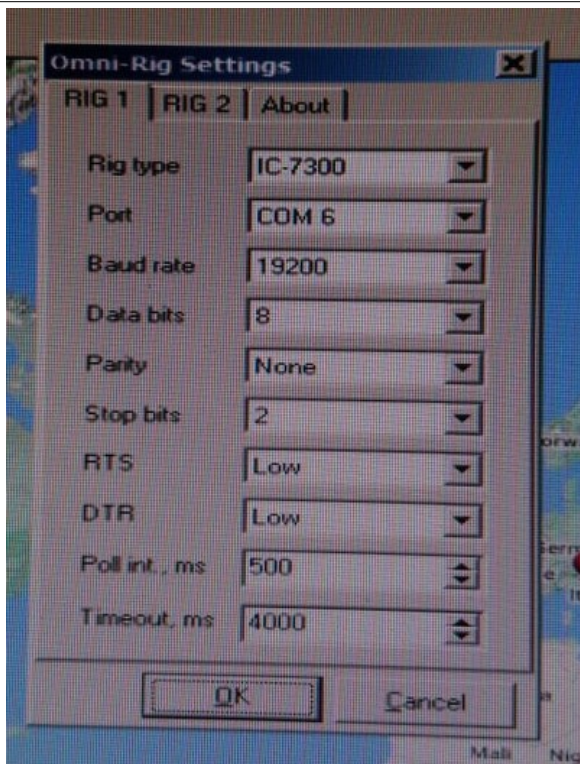 Omni-Rig Settings
RIG 1 RIG 2 About
Rig type IC-7300
Port COM 6
Baud rate 19200
Data bits 8
Parity None
Stop bits 2
RTS Low
DTR Low
Poll int., ms 500
Timeout, ms 4000
OK Cancel
Mali